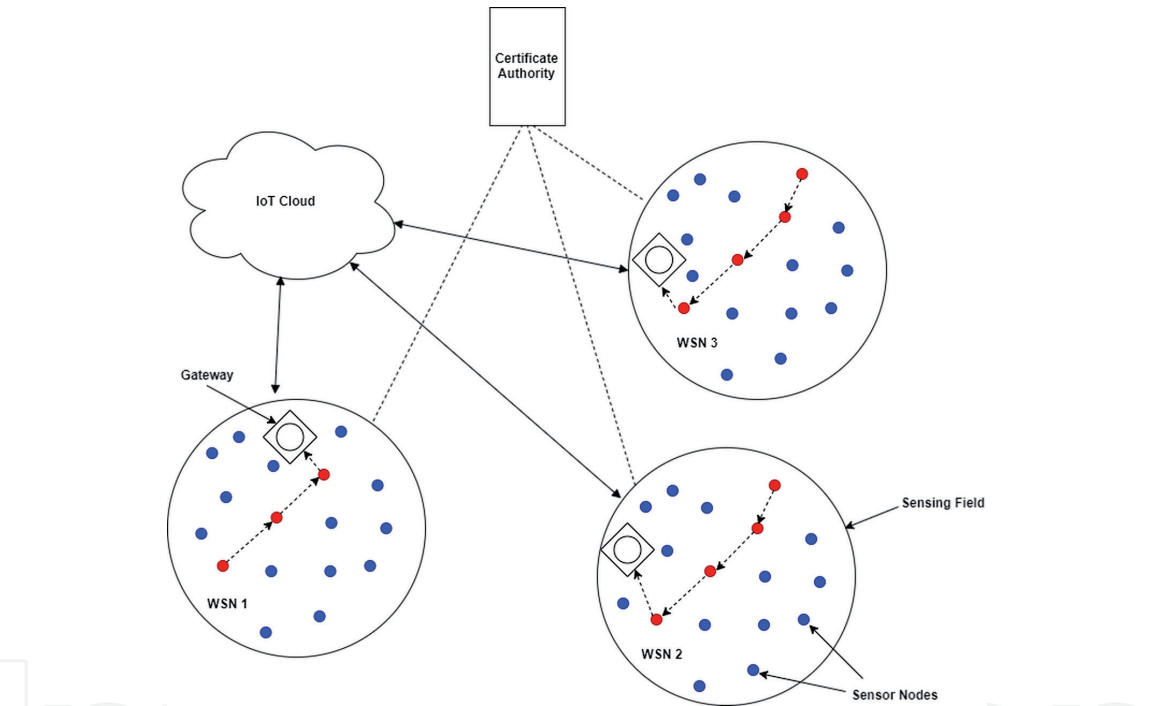 Certificate
Authority
IoT Cloud
WSN 3
Gateway
Sensing Field
WSN 1
WSN 2
Sensor Nodes